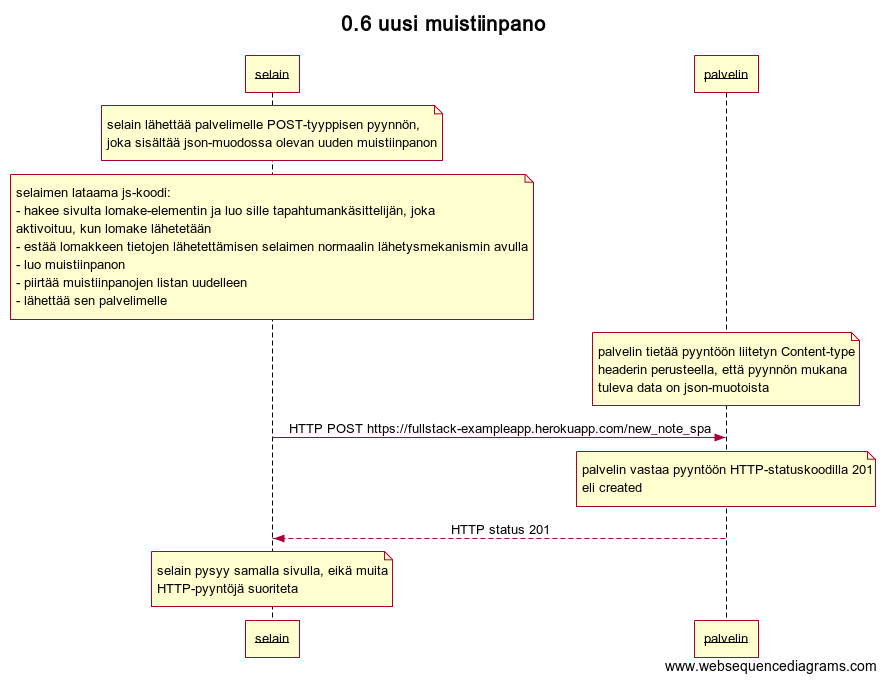 0.6 uusi muistiinpano
selain
palvelin
selain lähettää palvelimelle POST-tyyppisen pyynnön,
joka sisältää json-muodossa olevan uuden muistiinpanon
selaimen lataama js-koodi:
- hakee sivulta lomake-elementin ja luo sille tapahtumankäsittelijän, joka
aktivoituu, kun lomake lähetetään
- estää lomakkeen tietojen lähetettämisen selaimen normaalin lähetysmekanismin avulla
- luo muistiinpanon
- piirtää muistiinpanojen listan uudelleen
- lähettää sen palvelimelle
palvelin tietää pyyntöön liitetyn Content-type
headerin perusteella, että pyynnön mukana
tuleva data on json-muotoista
HTTP POST https://fullstack-exampleapp.herokuapp.com/new_note_spa
palvelin vastaa pyyntöön HTTP-statuskoodilla 201
eli created
HTTP status 201
selain pysyy samalla sivulla, eikä muita
HTTP-pyyntöjä suoriteta
selain
palvelin
www.websequencediagrams.com